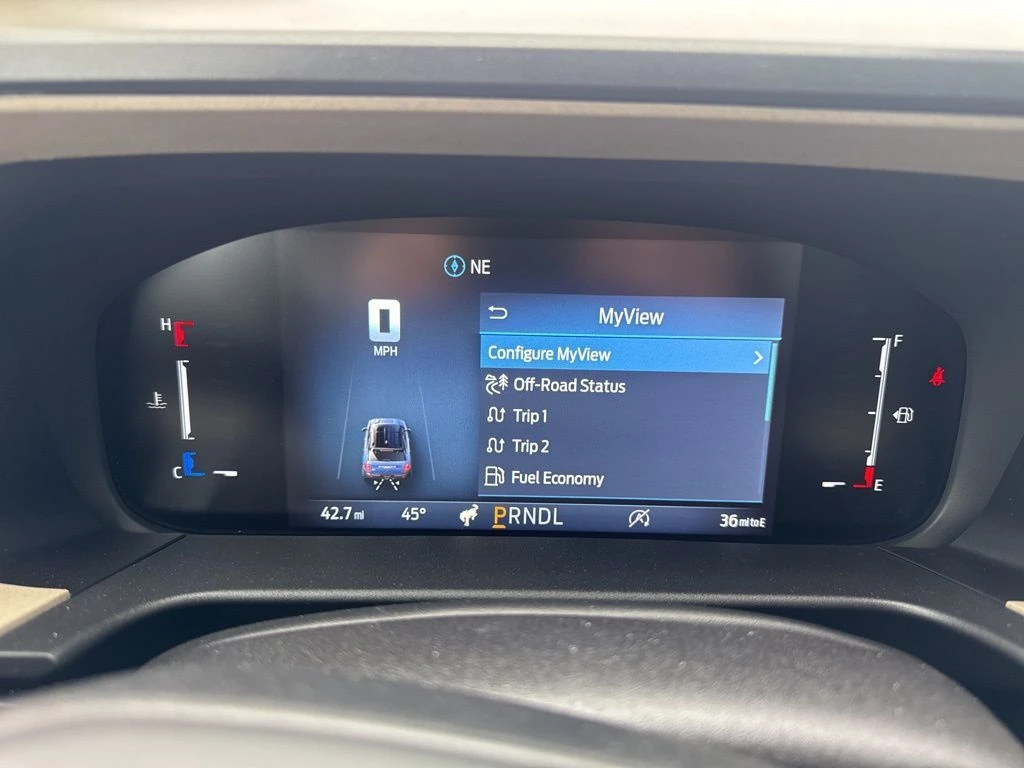 NE
0
MPH
MyView
Configure MyView
Off-Road Status
Trip 1
Trip 2
Fuel Economy
H
C
F
E
42.7 mi
45°
PRNDL
36 mi to E